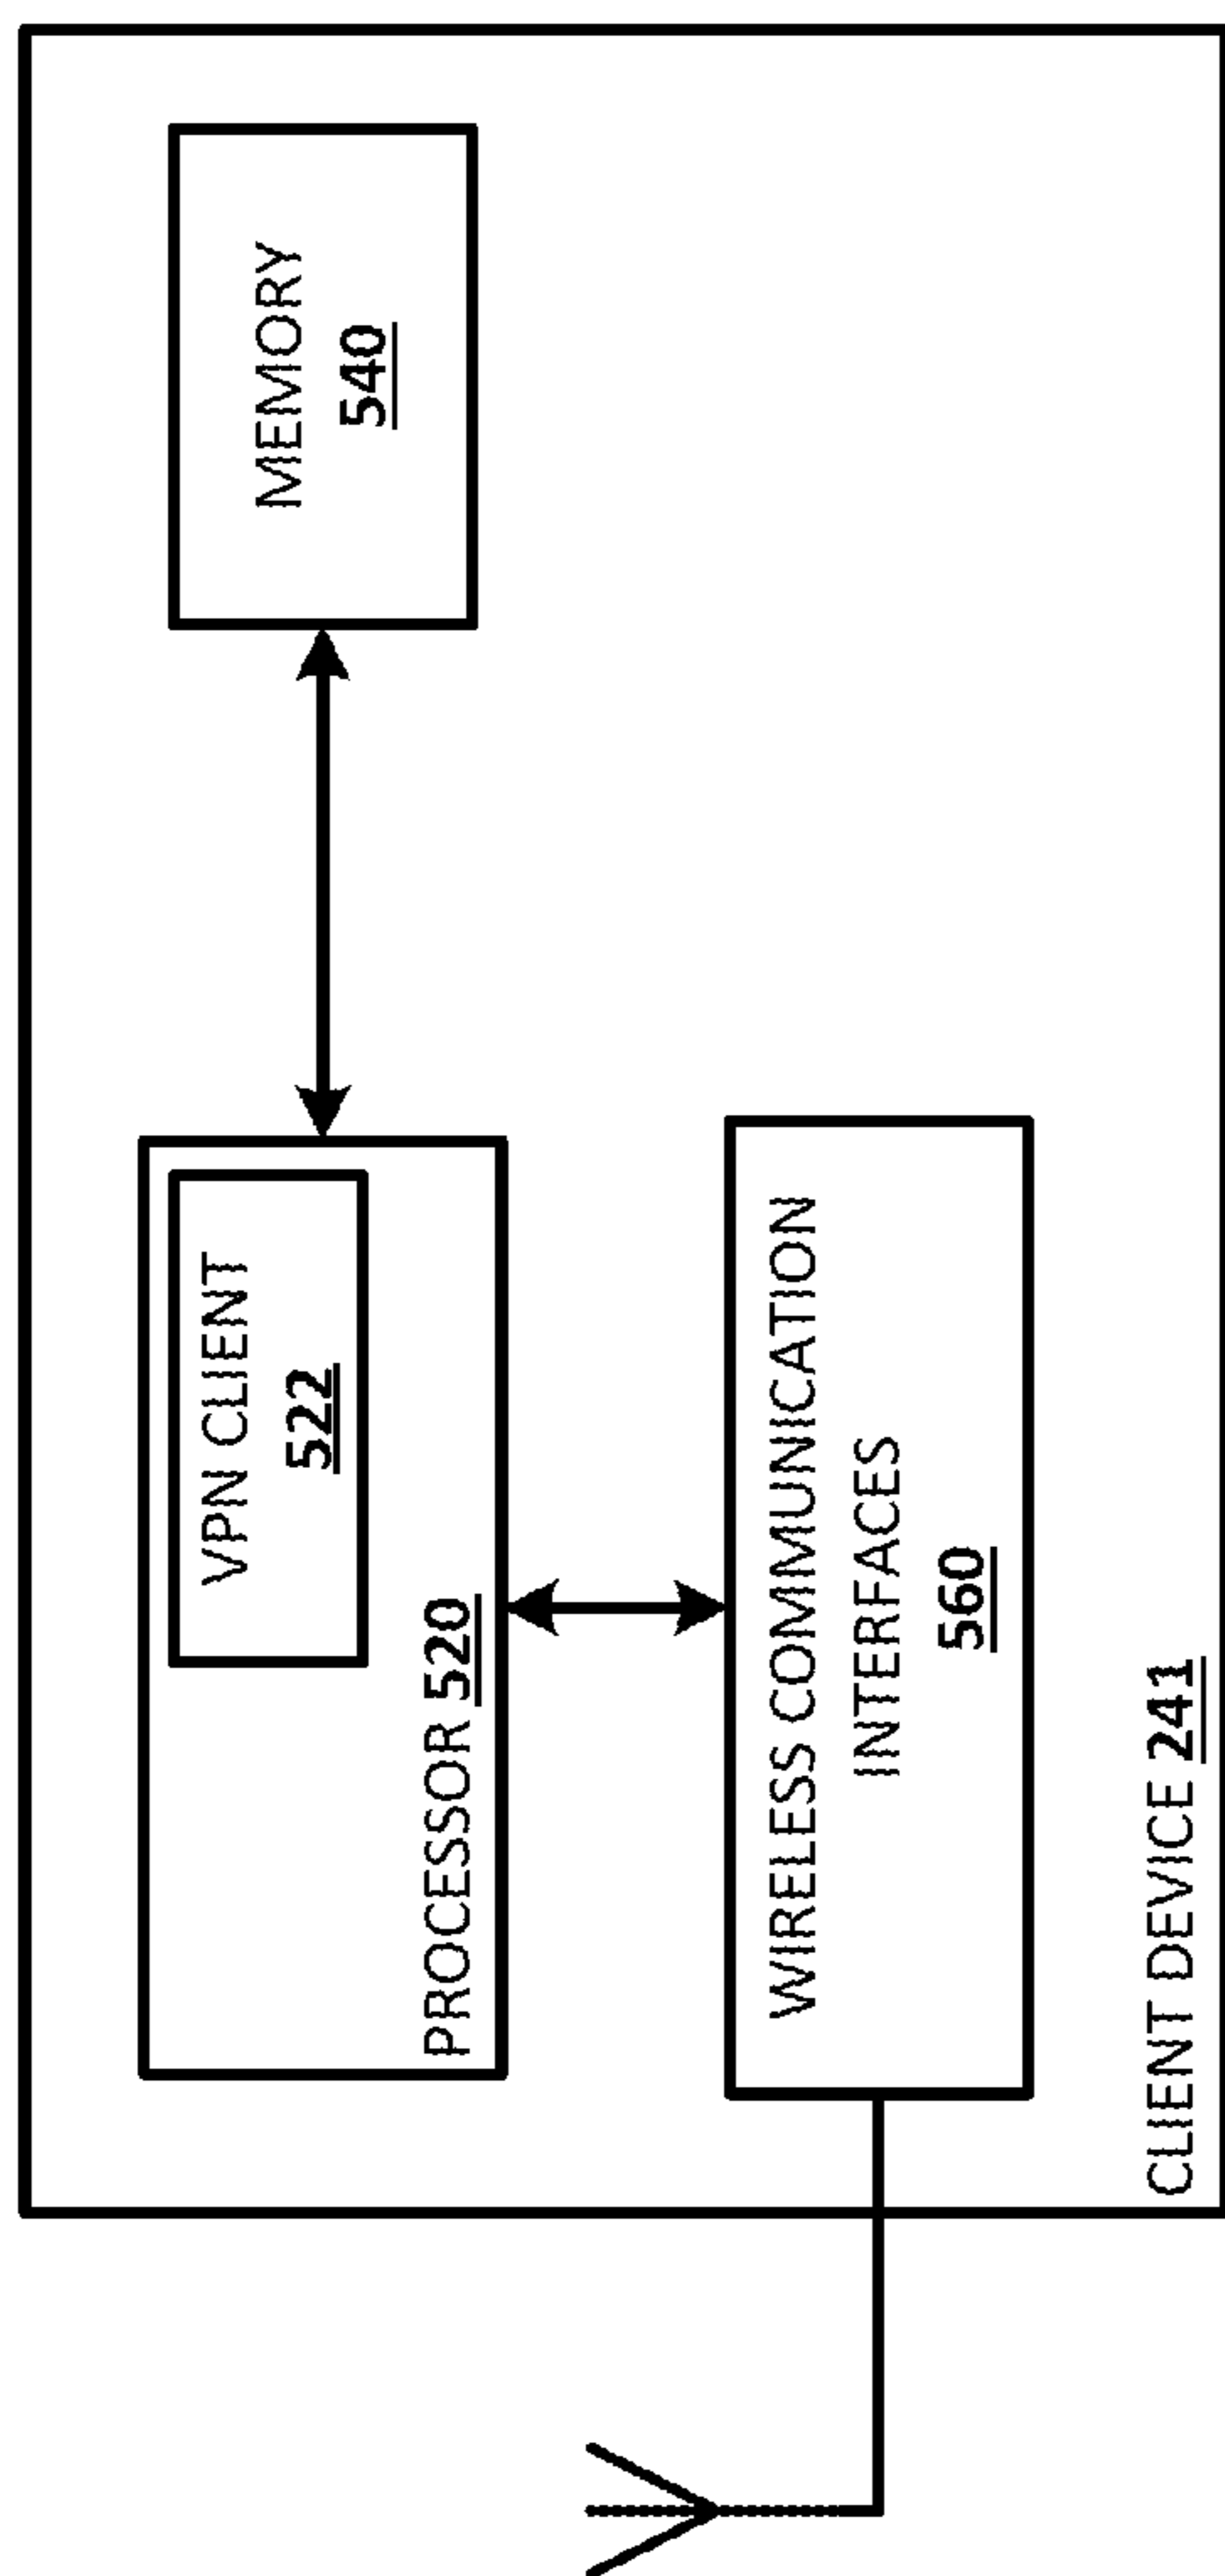 VPN CLIENT
522
PROCESSOR 520
MEMORY
540
WIRELESS COMMUNICATION
INTERFACES
560
CLIENT DEVICE 241